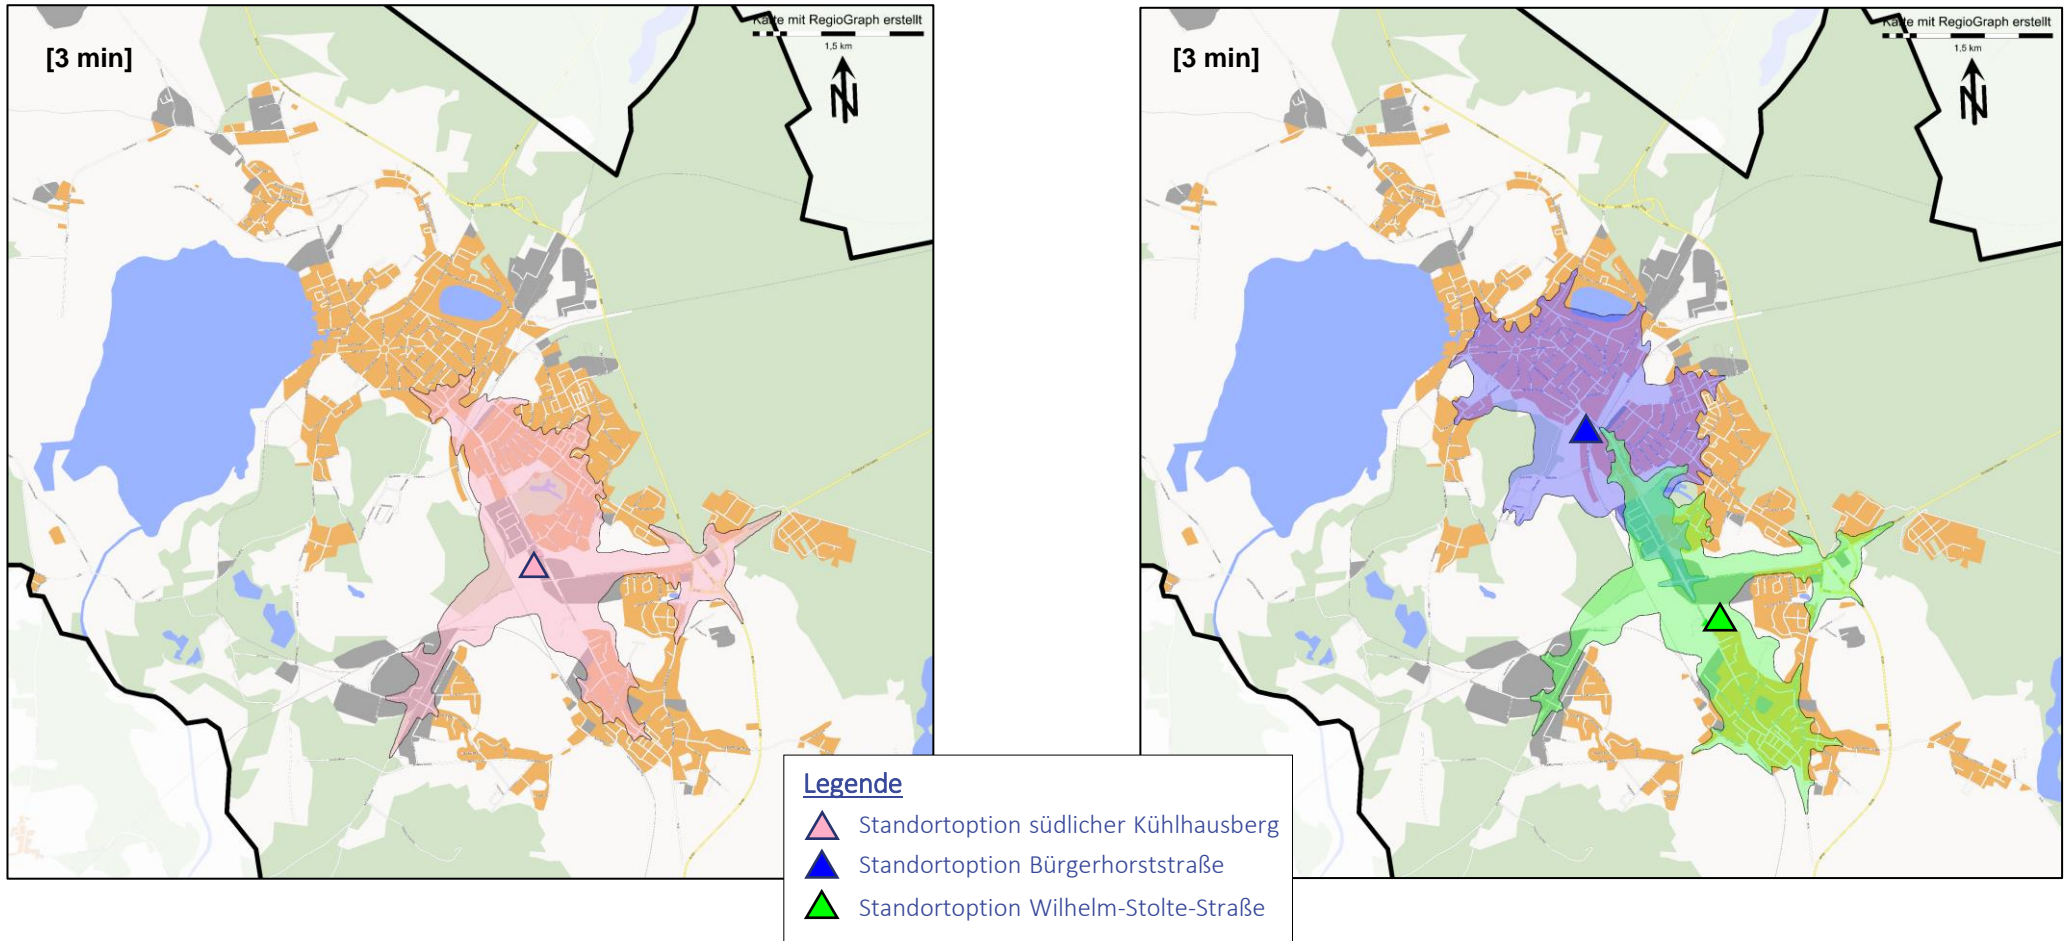 [3 min]
Karte mit RegioGraph erstellt
1,5 km
N
[3 min]
Karte mit RegioGraph erstellt
1,5 km
N
Legende
Standortoption südlicher Kühlhausberg
Standortoption Bürgerhorststraße
Standortoption Wilhelm-Stolte-Straße